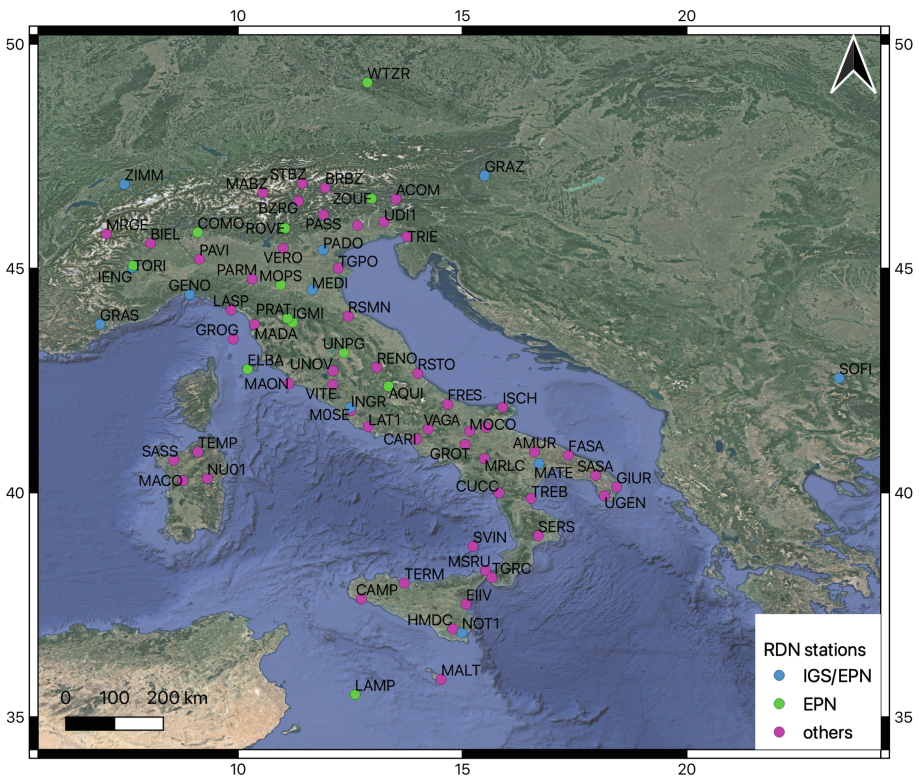 10 15 20
50 50
WTZR
ZIMM GRAZ
STBZ BRBZ
MABZ ZOUF ACOM
BZRG
MRGE COMO ROVE PASS UDI1
BIEL TRIE
PAVI VERO PADO
45 TORI TGPO 45
IENG PARM MOPS
GENO MEDI
LASP PRAT IGMI RSMN
GRAS
GROG MADA
UNPG
ELBA UNOV RENO RSTO SOFI
MAON
VITE AQUI
INGR FRES ISCH
M0SE
LAT1 VAGA MOCO
CARI
SASS TEMP GROT AMUR FASA
MRLC
MACO NU01 MATE SASA
GIUR
40 CUCC TREB UGEN 40
SERS
SVIN
MSRU
TGRC
TERM
CAMP EIIV
HMDC NOT1
MALT
LAMP
RDN stations
IGS/EPN
EPN
others
0 100 200 km
35 35
10 15 20